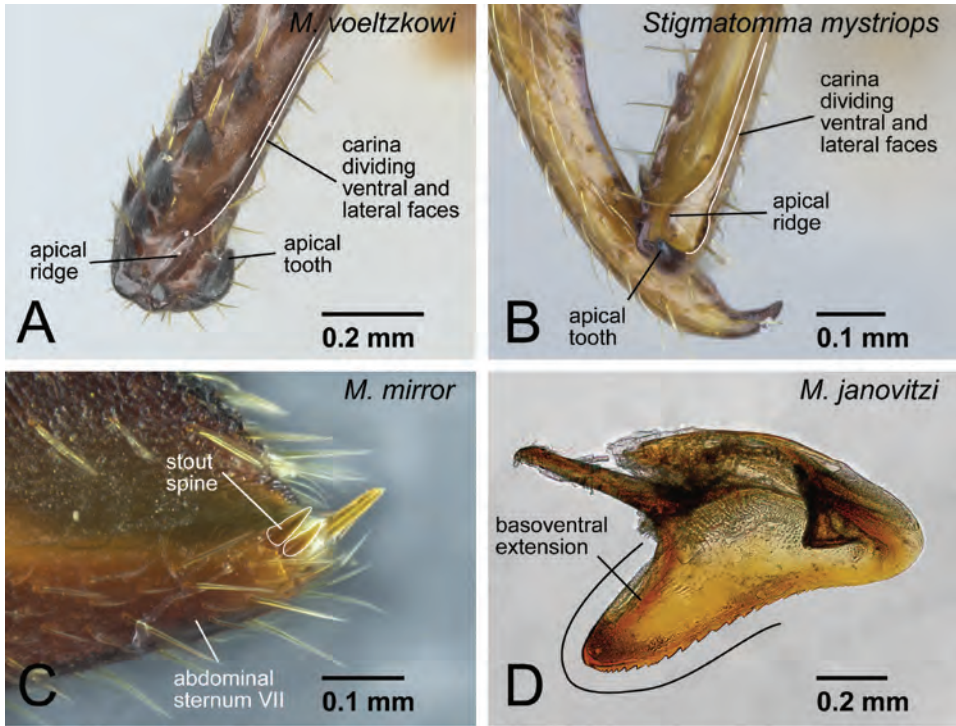 M. voeltzkowi
carina
dividing
ventral and
lateral faces
apical
ridge
apical
tooth
A
0.2 mm
Stigmatomma mystriops
carina
dividing
ventral and
lateral faces
apical
ridge
apical
tooth
B
0.1 mm
M. mirror
stout
spine
abdominal
sternum VII
C
0.1 mm
M. janovitzi
basoventral
extension
D
0.2 mm